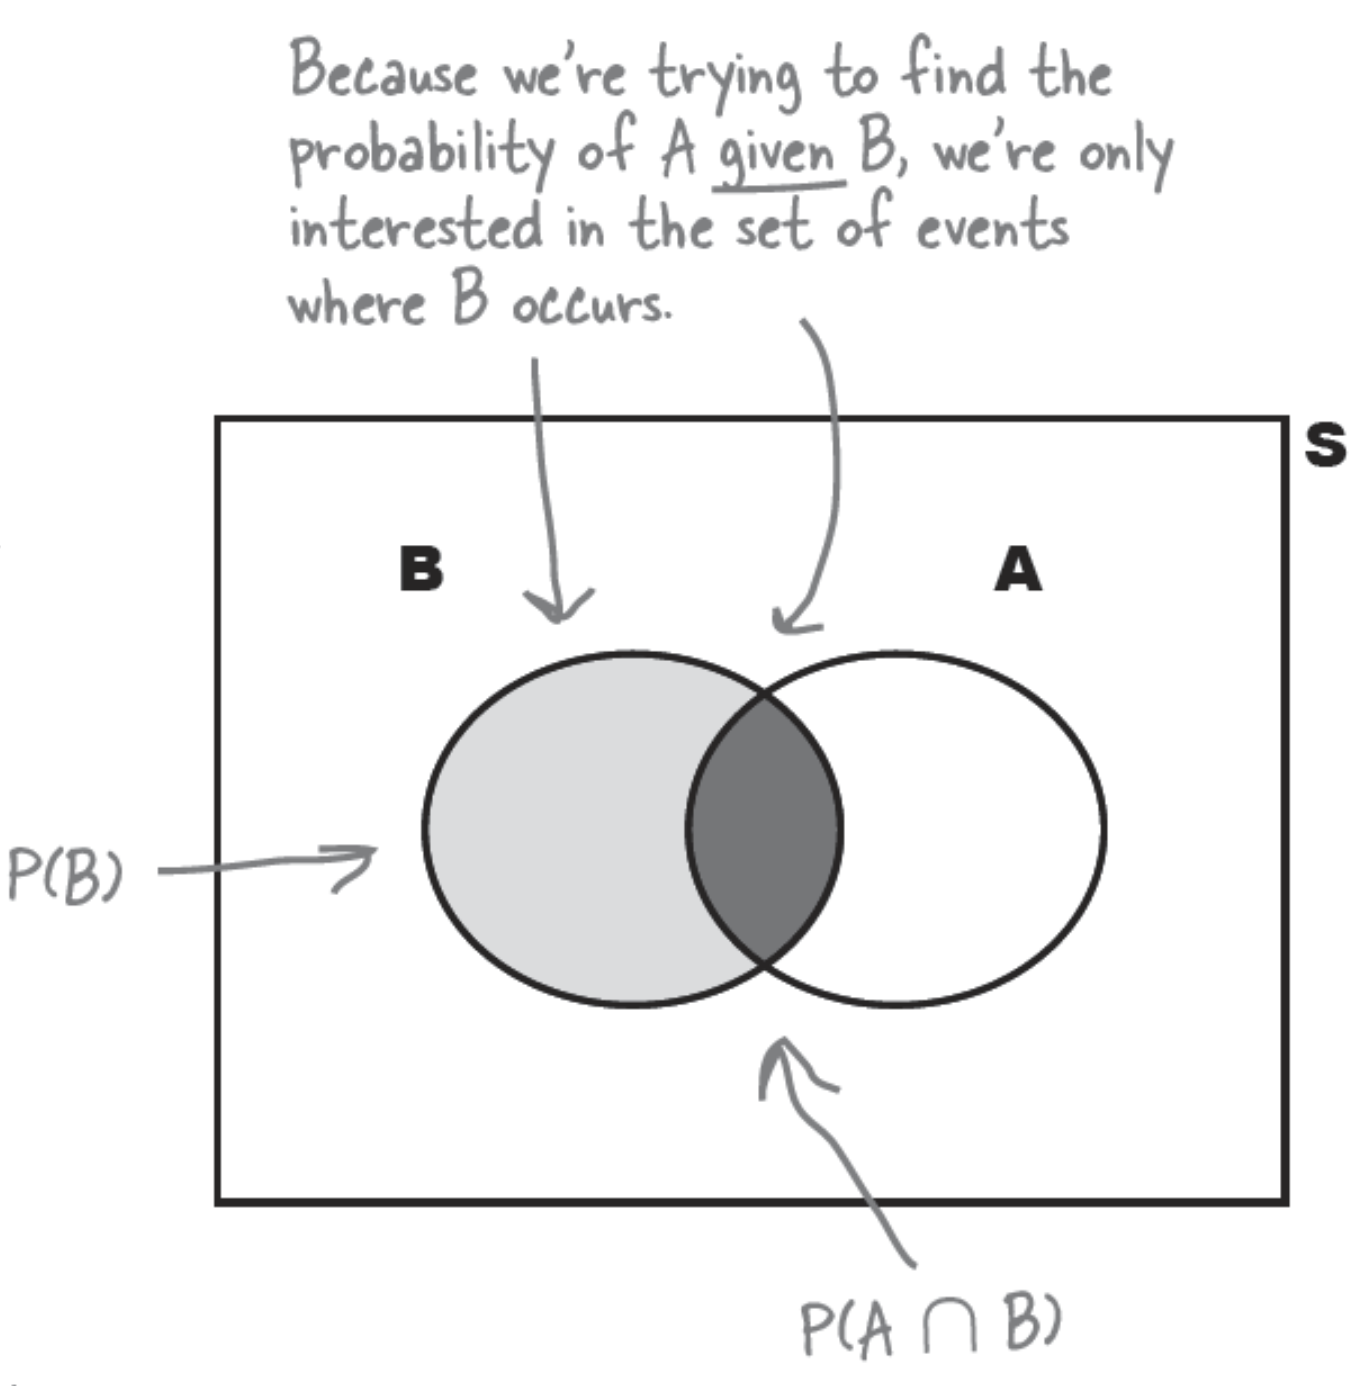 Because we're trying to find the
probability of A given B, we're only
interested in the set of events
where B occurs.
S
B
A
P(B)
P(A ∩ B)